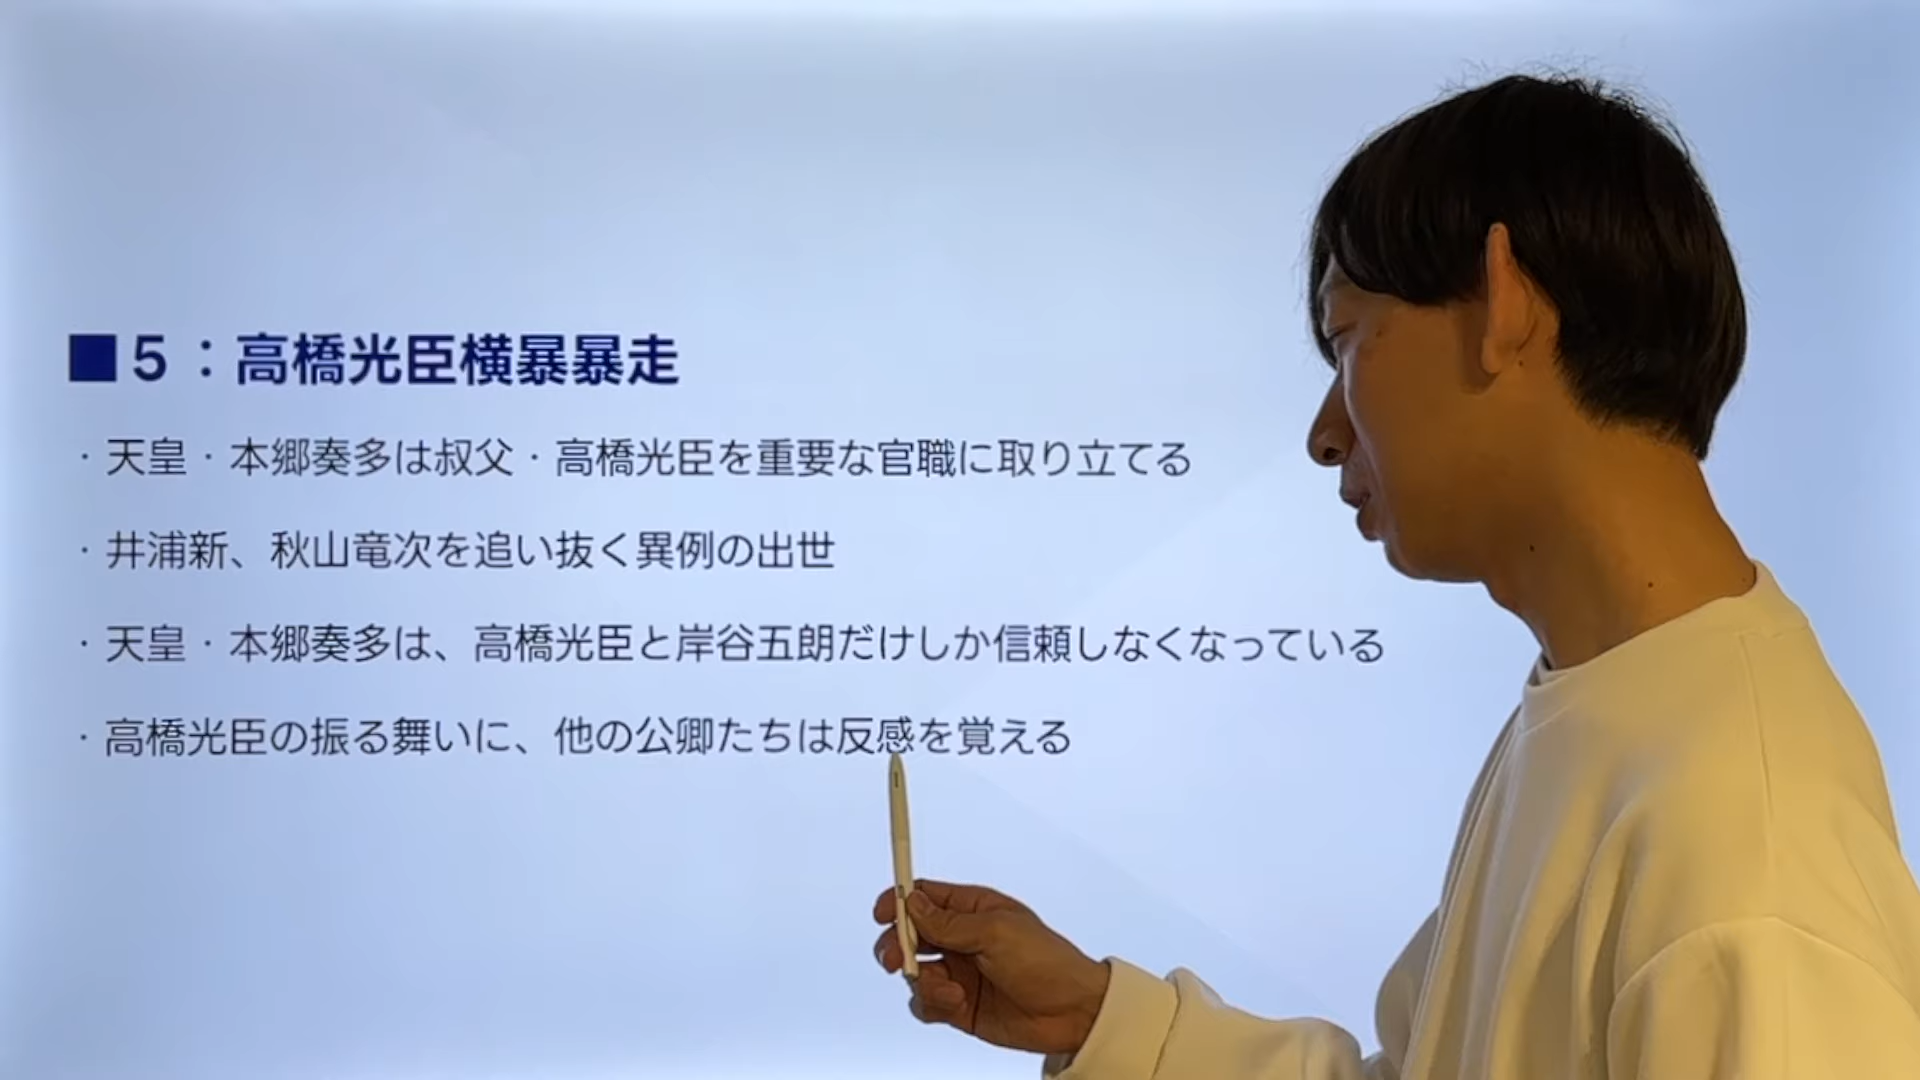 ■５：高橋光臣横暴暴走
・天皇・本郷奏多は叔父・高橋光臣を重要な官職に取り立てる
・井浦新、秋山竜次を追い抜く異例の出世
・天皇・本郷奏多は、高橋光臣と岸谷五朗だけしか信頼しなくなっている
・高橋光臣の振る舞いに、他の公卿たちは反感を覚える